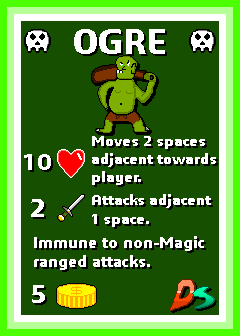 OGRE
10
Moves 2 spaces
adjacent towards
player.
2
Attacks adjacent
1 space.
Immune to non-Magic
ranged attacks.
5
DS